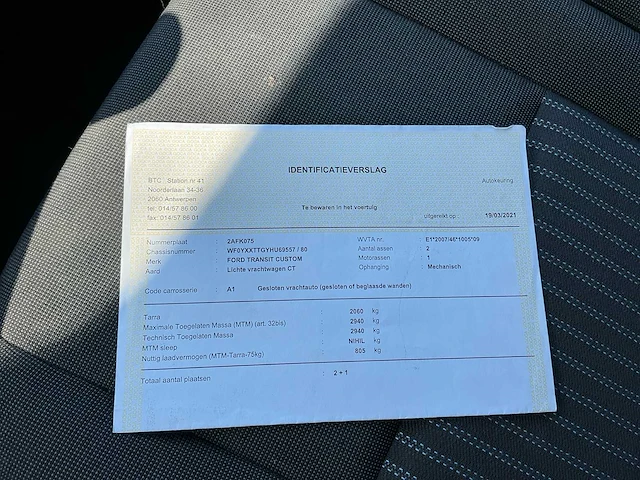 IDENTIFICATIEVERSLAG
BTC - Station nr 41
Noorderlaan 34-36
2060 Antwerpen
tel: 014/57 86 00
fax: 014/57 86 01
Autokeuring
Te bewaren in het voertuig
uitgereikt op : 19/03/2021
Nummerplaat : 2AFK075
Chassisnummer : WF0YXXTTGYHU69557 / 80
Merk : FORD TRANSIT CUSTOM
Aard : Lichte vrachtwagen CT
WVTA nr. : E1*2007/46*1005*09
Aantal assen : 2
Motorassen : 1
Ophanging : Mechanisch
Code carrosserie : A1 Gesloten vrachtauto (gesloten of beglaasde wanden)
Tarra : 2060 kg
Maximale Toegelaten Massa (MTM) (art. 32bis) : 2940 kg
Technisch Toegelaten Massa : 2940 kg
MTM sleep : NIHIL kg
Nuttig laadvermogen (MTM-Tarra-75kg) : 805 kg
Totaal aantal plaatsen : 2 + 1